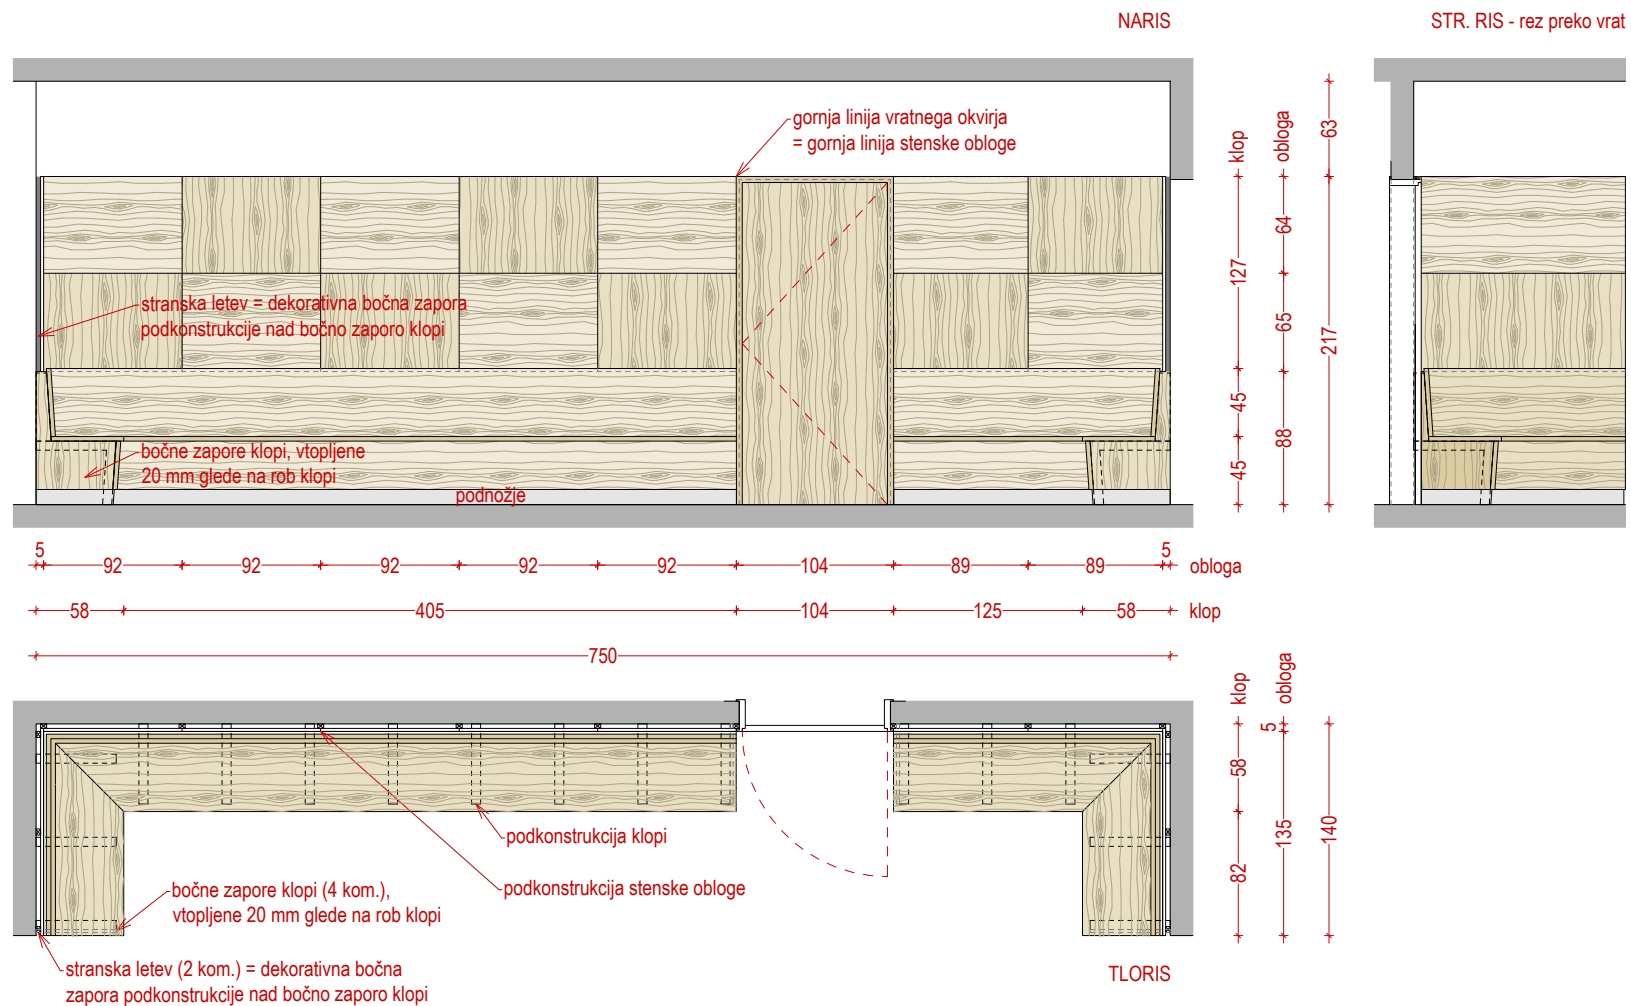 NARIS
STR. RIS - rez preko vrat
gornja linija vratnega okvirja
= gornja linija stenske obloge
klop
obloga
63
64
127
65
217
45
88
45
stranska letev = dekorativna bočna zapora
podkonstrukcije nad bočno zaporo klopi
bočne zapore klopi, vtopljene
20 mm glede na rob klopi
podnožje
5
92
92
92
92
92
104
89
89
5
obloga
58
405
104
125
58
klop
750
klop
obloga
5
58
135
140
82
podkonstrukcija klopi
podkonstrukcija stenske obloge
bočne zapore klopi (4 kom.),
vtopljene 20 mm glede na rob klopi
stranska letev (2 kom.) = dekorativna bočna
zapora podkonstrukcije nad bočno zaporo klopi
TLORIS